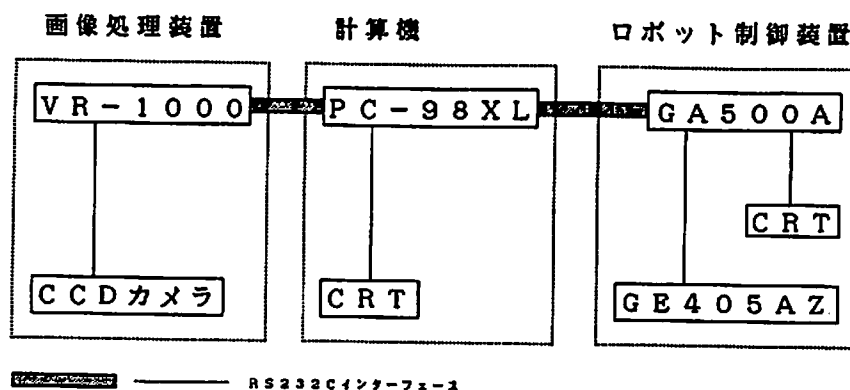 画像処理装置
計算機
ロボット制御装置
VR-1000
PC-98XL
GA500A
CRT
CCDカメラ
CRT
GE405AZ
RS232Cインターフェース